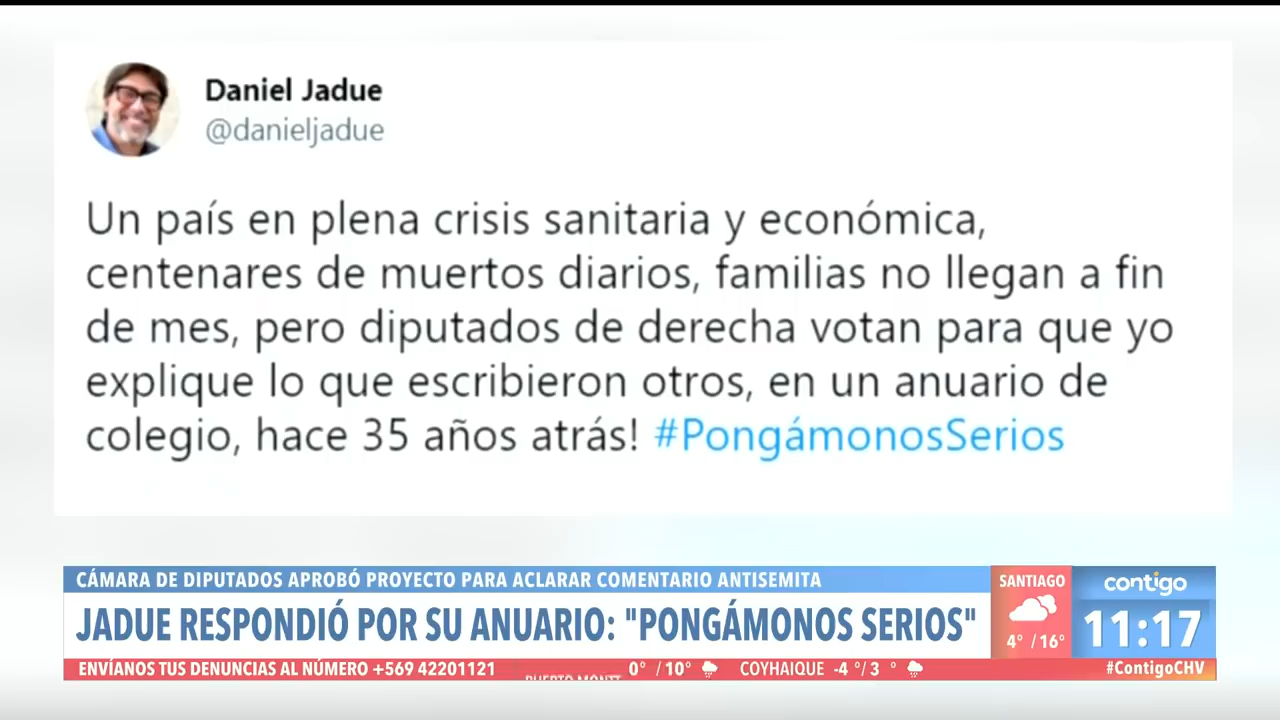 Daniel Jadue
@danieljadue
Un país en plena crisis sanitaria y económica,
centenares de muertos diarios, familias no llegan a fin
de mes, pero diputados de derecha votan para que yo
explique lo que escribieron otros, en un anuario de
colegio, hace 35 años atrás! #PongámonosSerios
CÁMARA DE DIPUTADOS APROBÓ PROYECTO PARA ACLARAR COMENTARIO ANTISEMITA
JADUE RESPONDIÓ POR SU ANUARIO: "PONGÁMONOS SERIOS"
SANTIAGO
4° / 16°
contigo
11:17
ENVÍANOS TUS DENUNCIAS AL NÚMERO +569 42201121
PUERTO MONTT
0° / 10°
COYHAIQUE -4° / 3°
#ContigoCHV